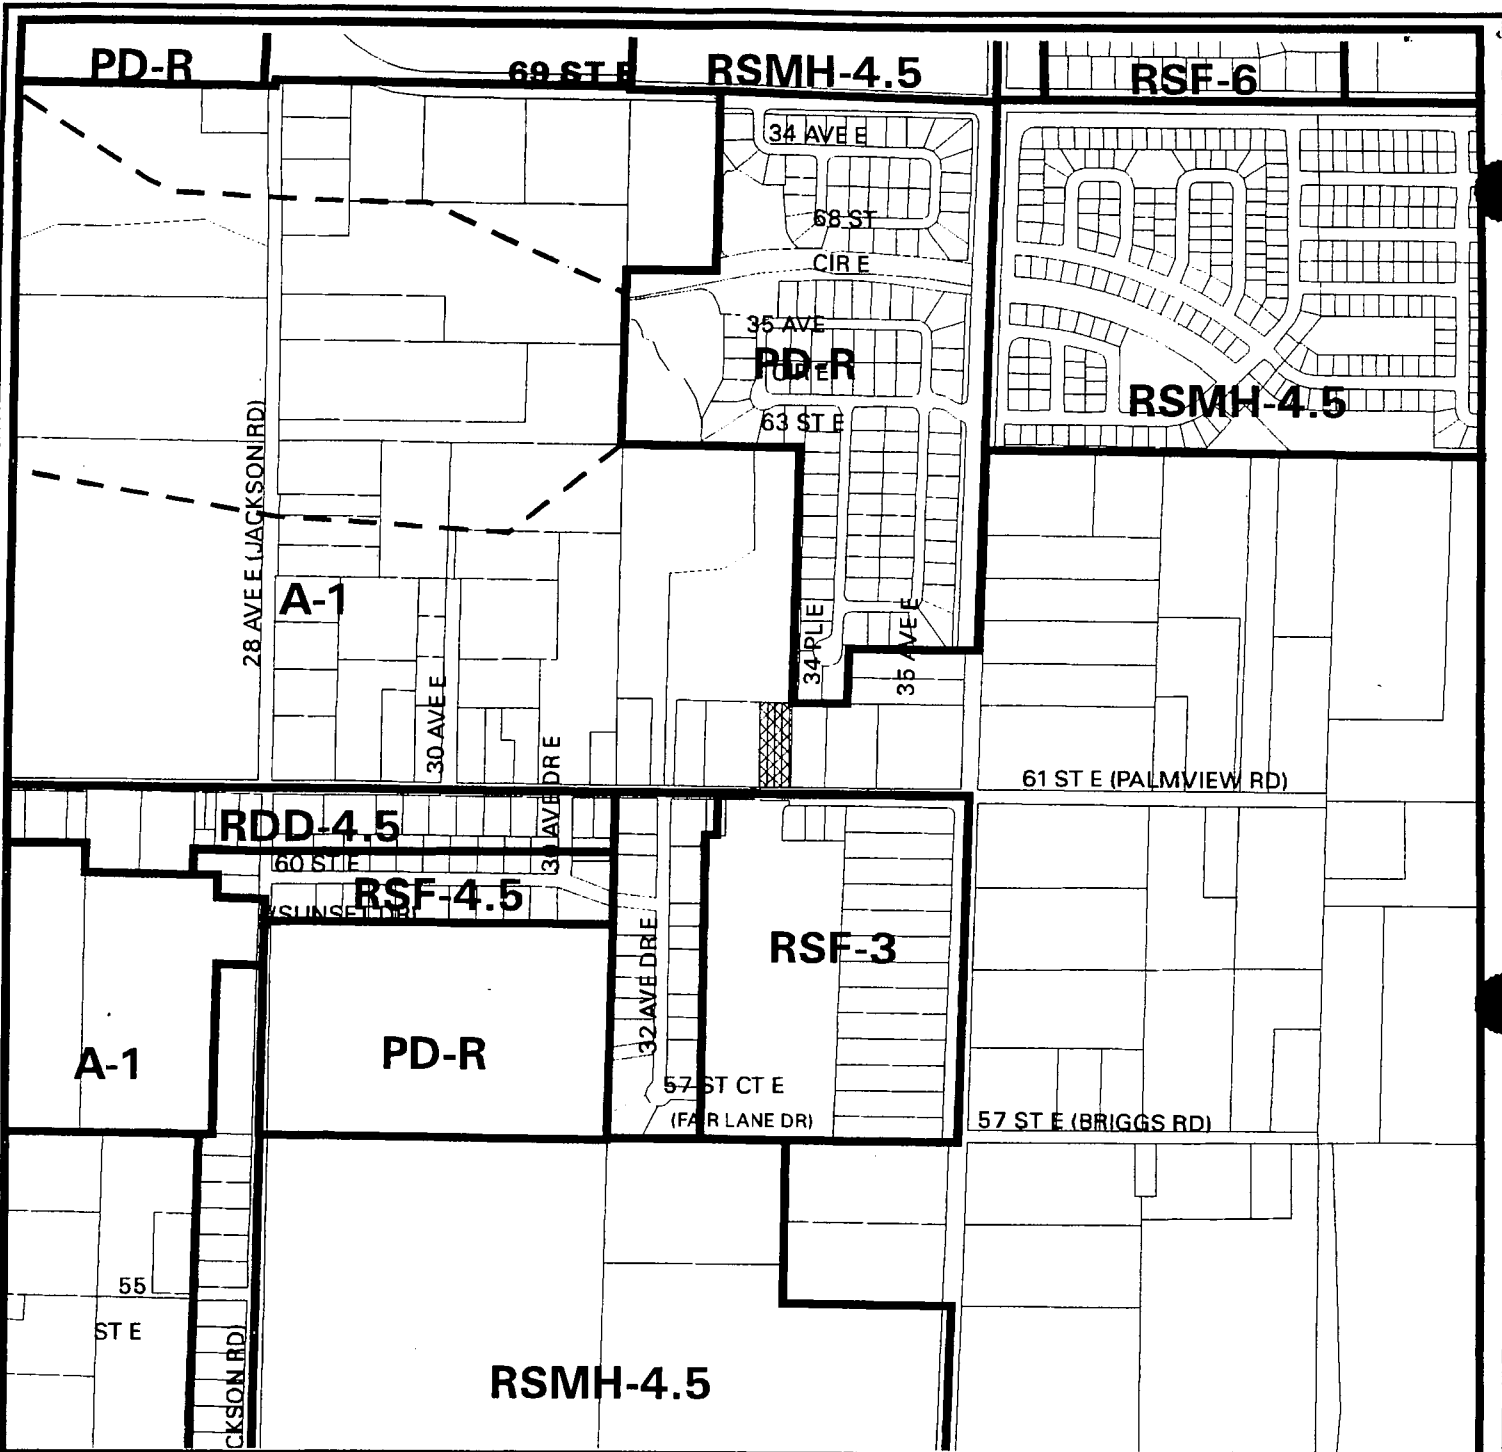 PD-R
69 ST E
RSMH-4.5
RSF-6
34 AVE E
68 ST
CIR E
35 AVE
PD-R
CIR E
63 ST E
RSMH-4.5
28 AVE E (JACKSON RD)
A-1
34 PL E
35 AVE E
30 AVE E
30 AVE DR E
61 ST E (PALMVIEW RD)
RDD-4.5
60 ST E
RSF-4.5
(SUNSET DR)
32 AVE DR E
RSF-3
A-1
PD-R
57 ST CT E
(FAIR LANE DR)
57 ST E (BRIGGS RD)
55
ST E
CKSON RD)
RSMH-4.5